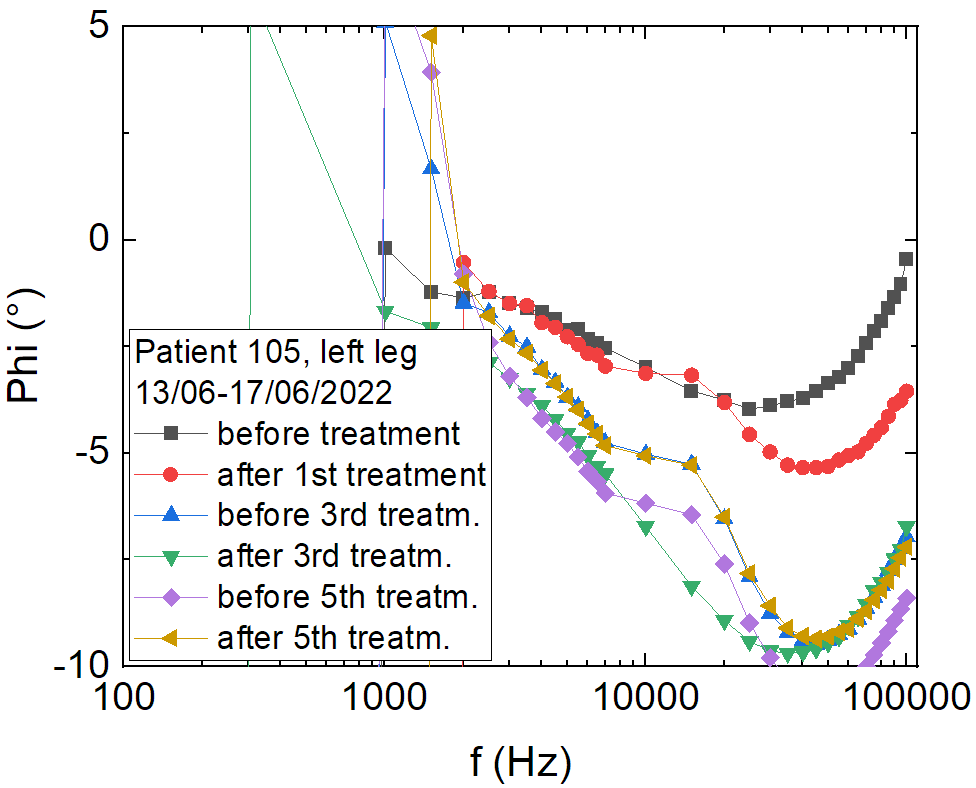 5
0
-5
-10
Phi (°)
Patient 105, left leg
13/06-17/06/2022
before treatment
after 1st treatment
before 3rd treatm.
after 3rd treatm.
before 5th treatm.
after 5th treatm.
100 1000 10000 100000
f (Hz)